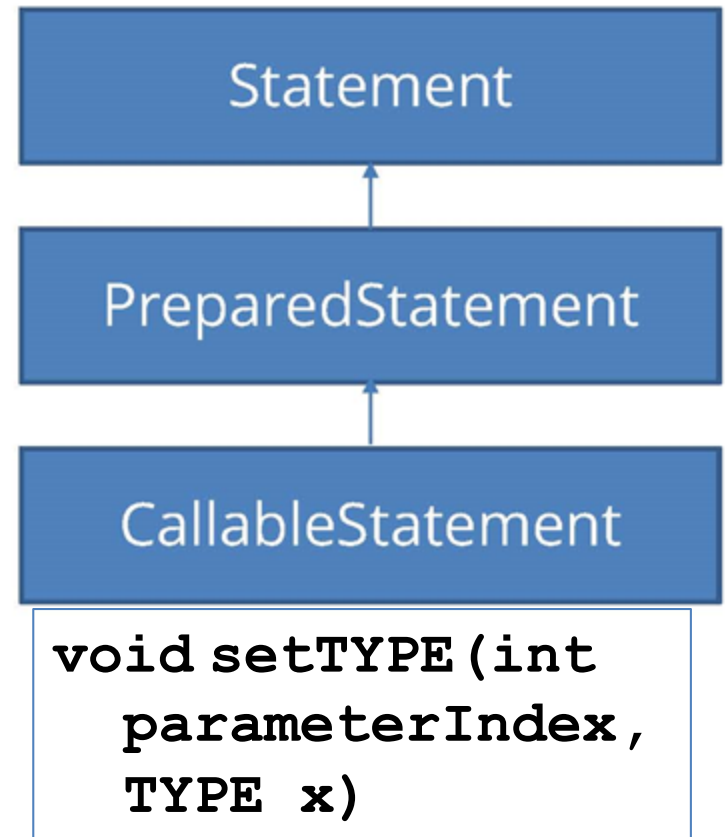 Statement
PreparedStatement
CallableStatement
void setTYPE(int
parameterIndex,
TYPE x)